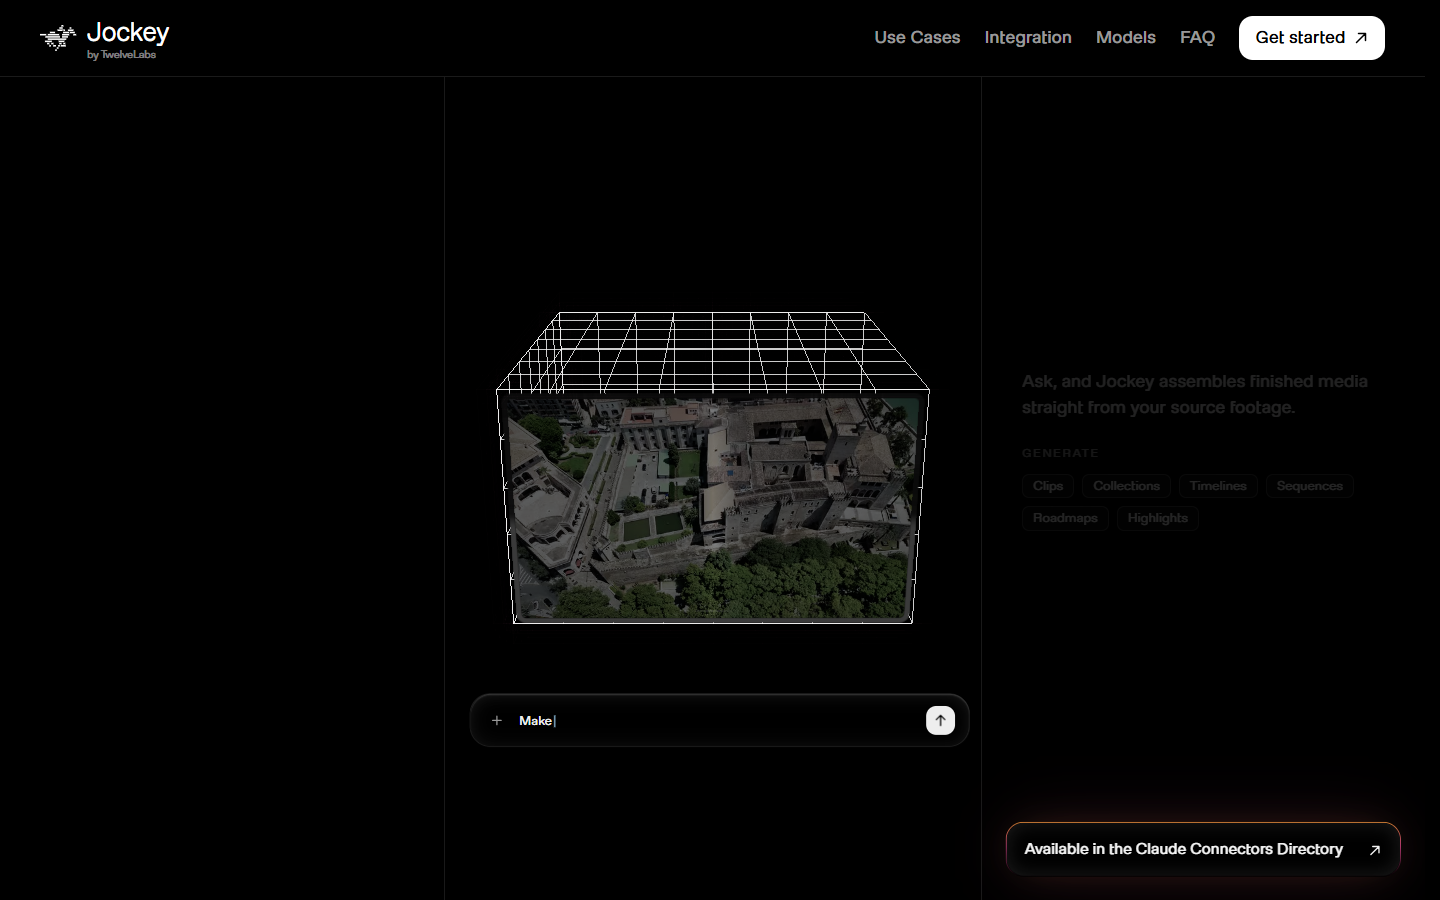 Jockey
by TwelveLabs
Use Cases
Integration
Models
FAQ
Get started
Ask, and Jockey assembles finished media
straight from your source footage.
GENERATE
Clips
Collections
Timelines
Sequences
Roadmaps
Highlights
Make
Available in the Claude Connectors Directory